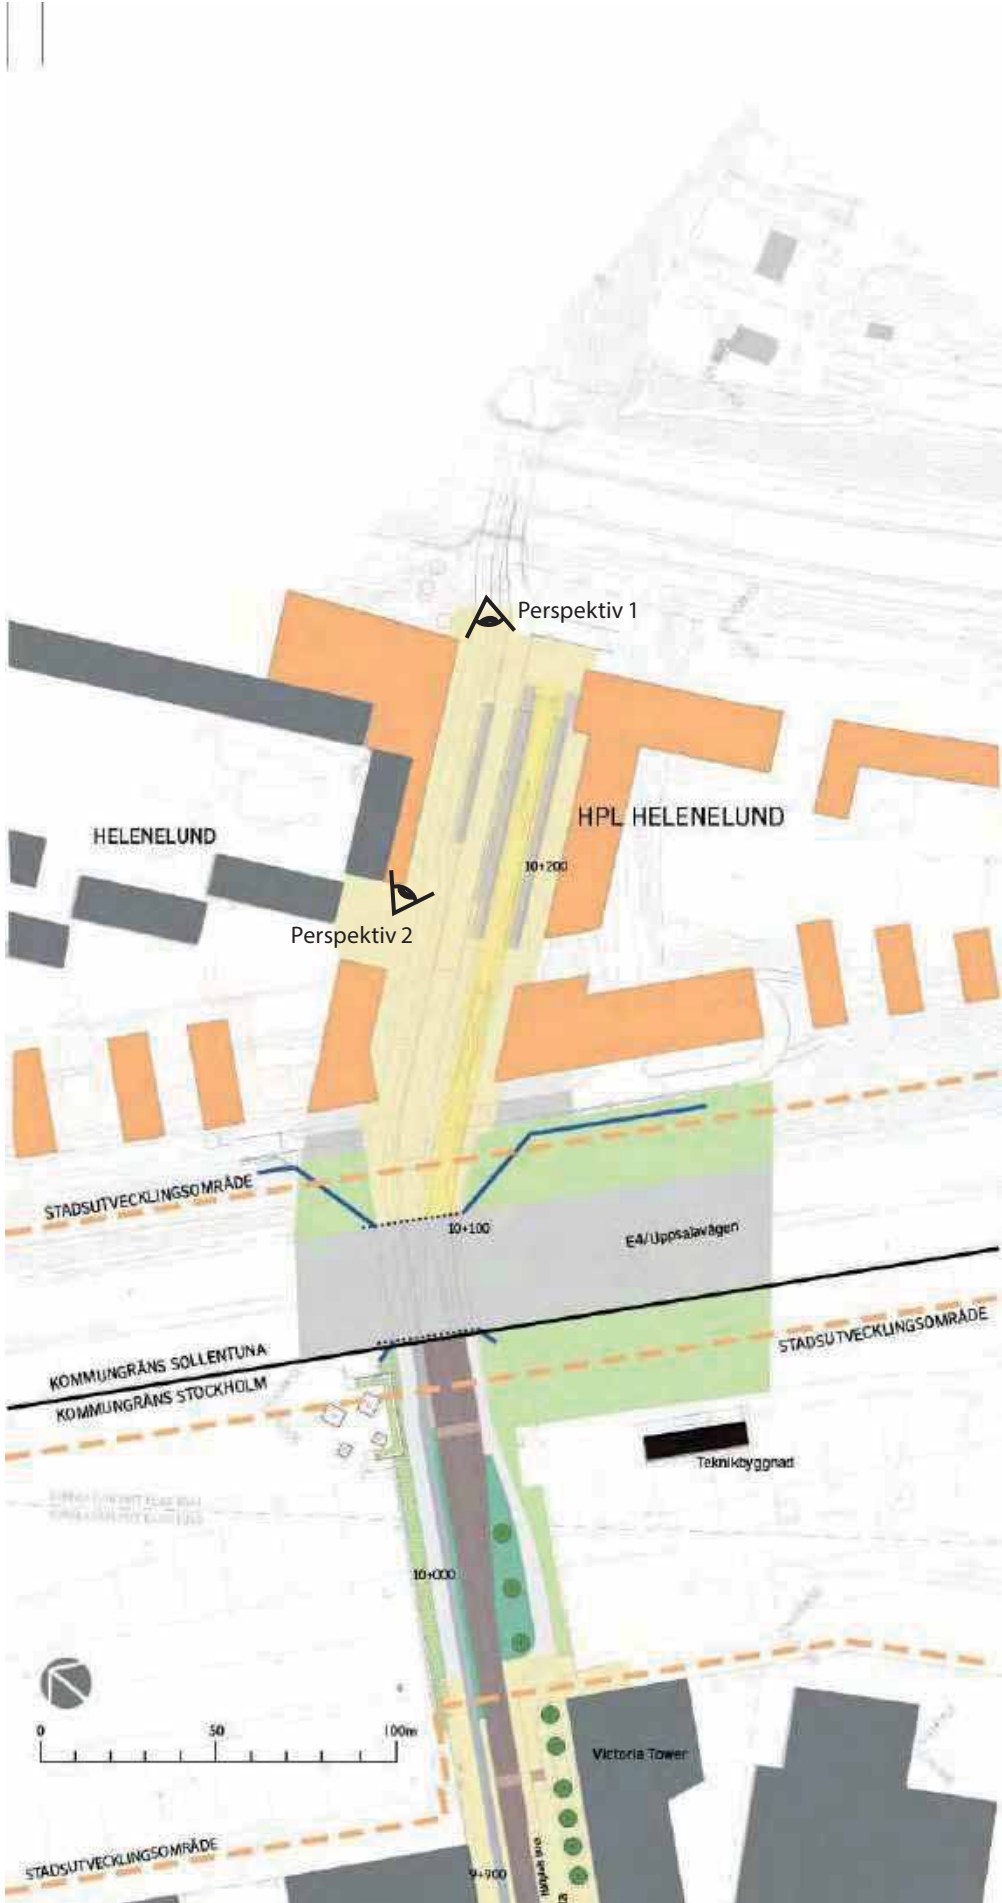 Perspektiv 1
HPL HELENELUND
HELENELUND
10+200
Perspektiv 2
STADSUTVECKLINGSOMRÅDE
10+100
E4/Uppsalavägen
KOMMUNGRÄNS SOLLENTUNA
STADSUTVECKLINGSOMRÅDE
KOMMUNGRÄNS STOCKHOLM
Teknikbyggnad
10+000
0 50 100m
Victoria Tower
STADSUTVECKLINGSOMRÅDE
9+900